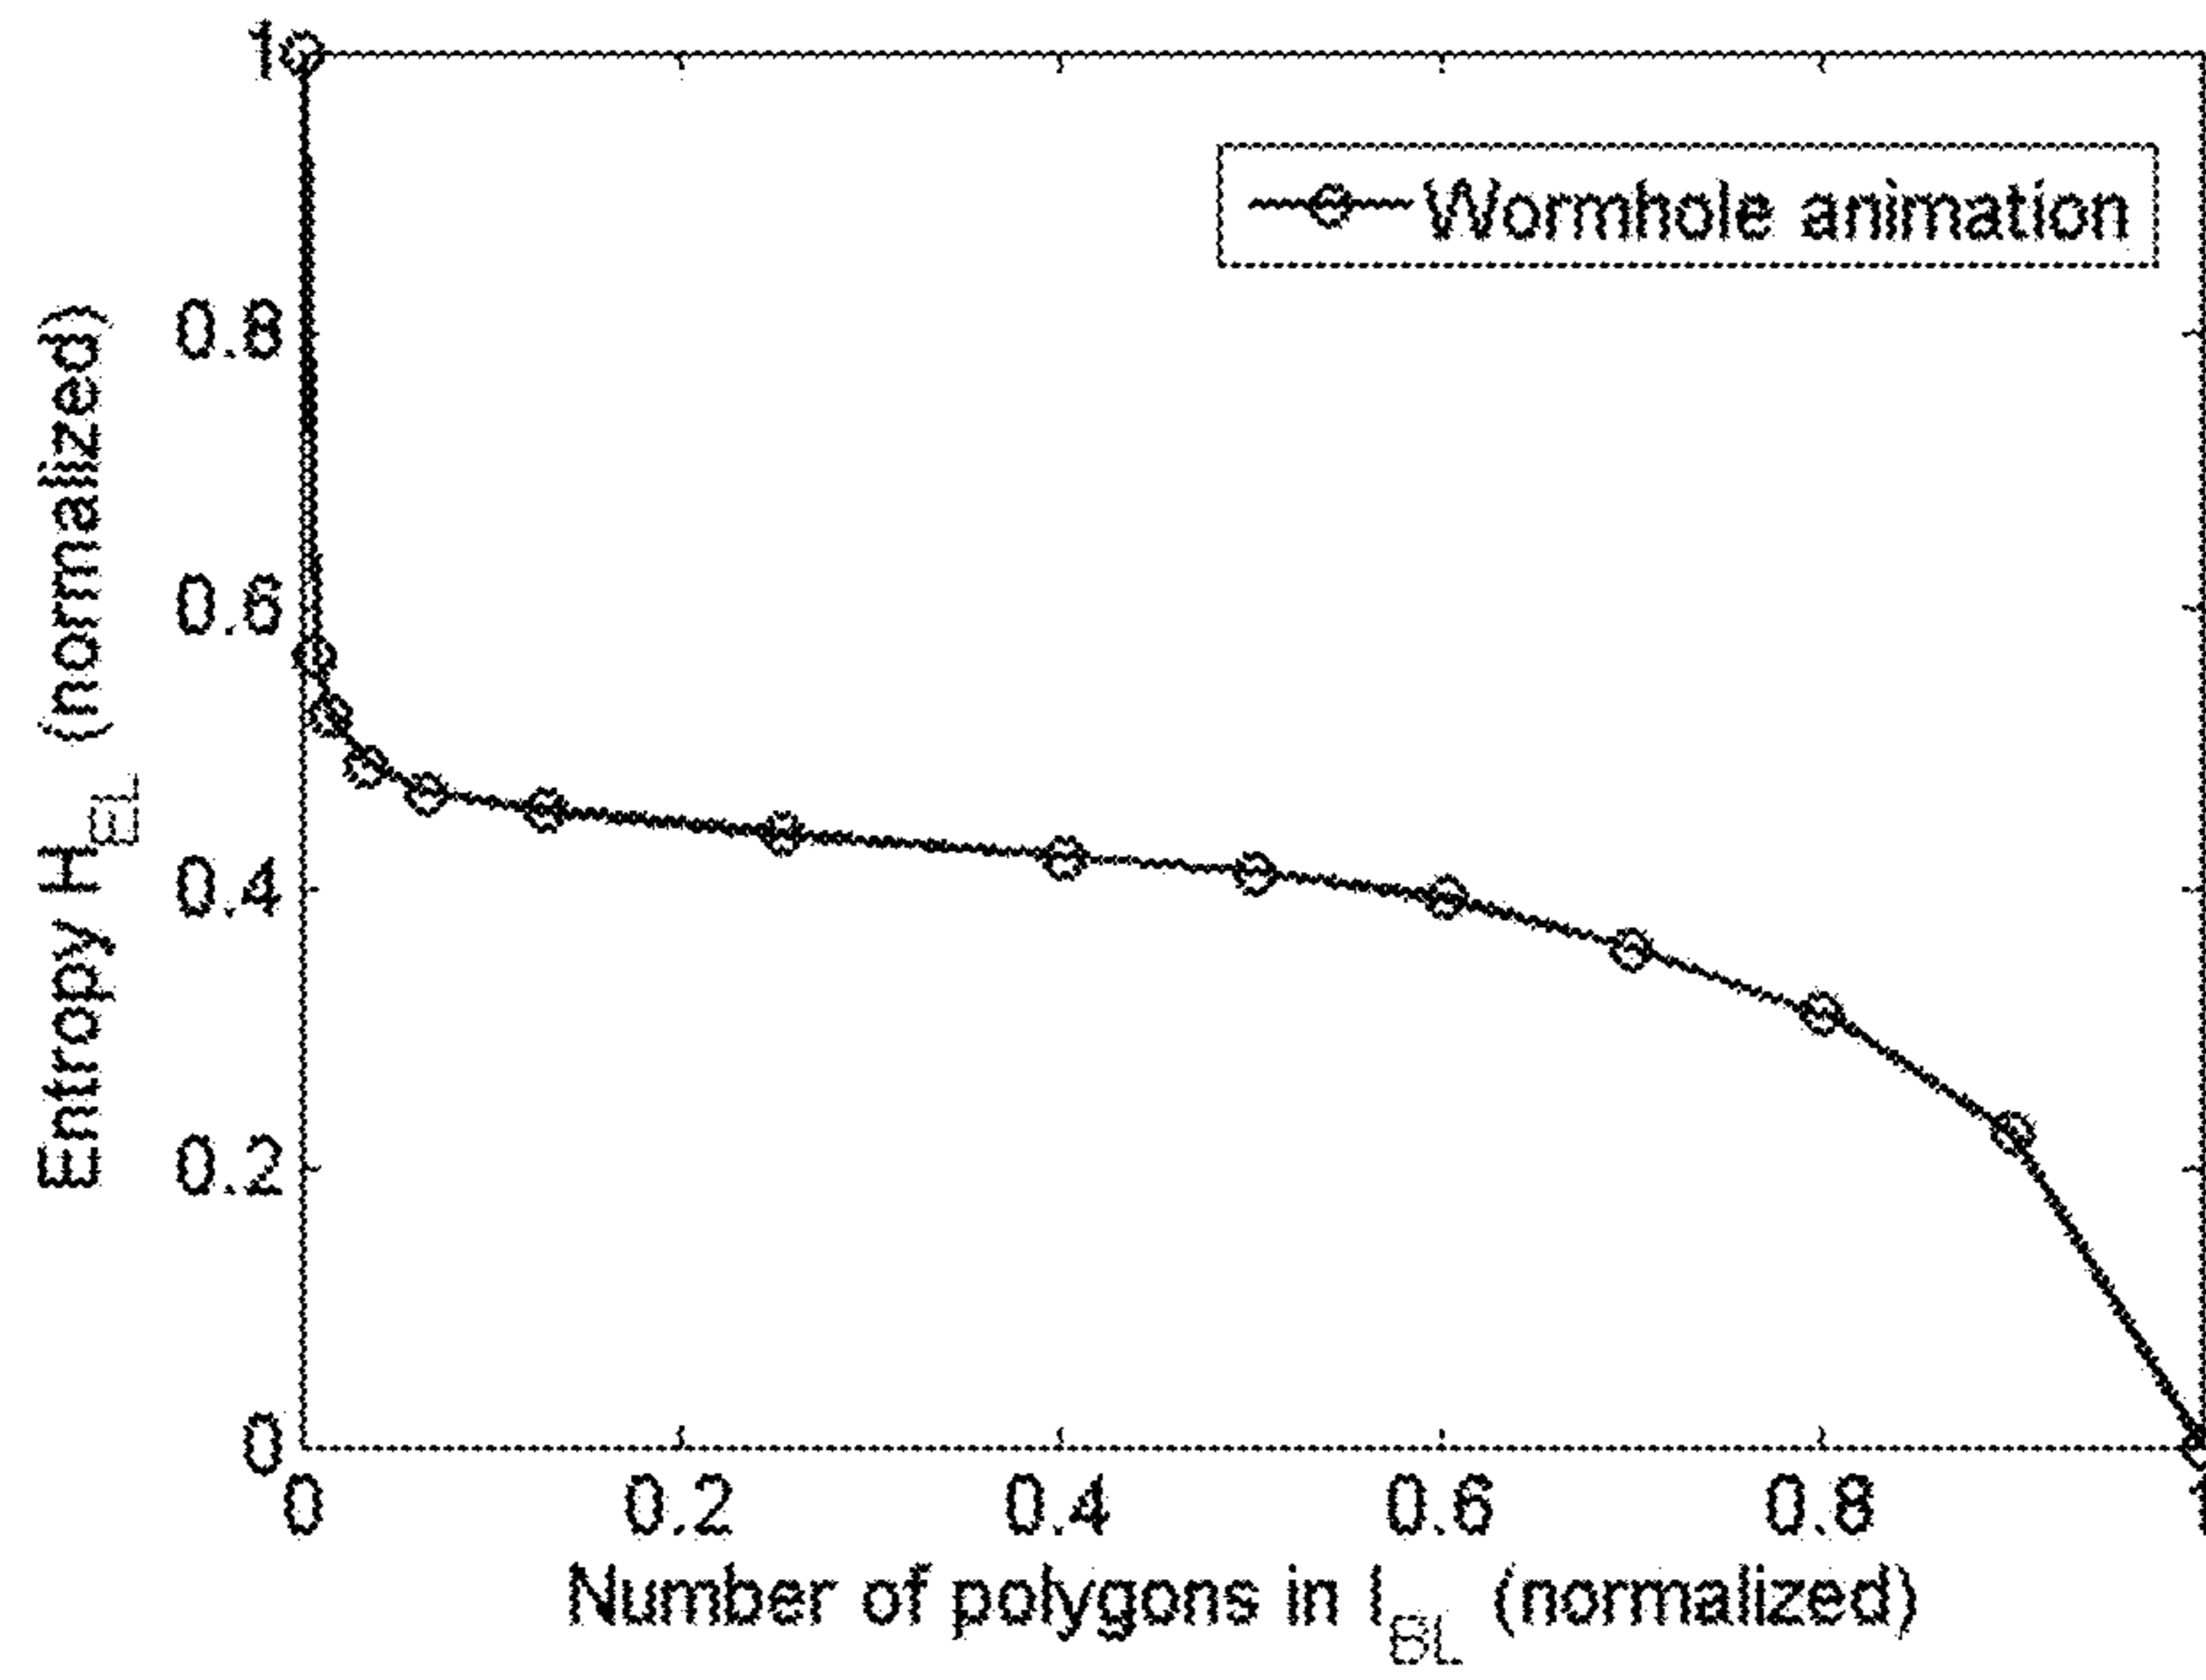 1
0.8
0.6
0.4
0.2
0
Entropy H_EL (normalized)
Wormhole animation
0 0.2 0.4 0.6 0.8 1
Number of polygons in I_BL (normalized)